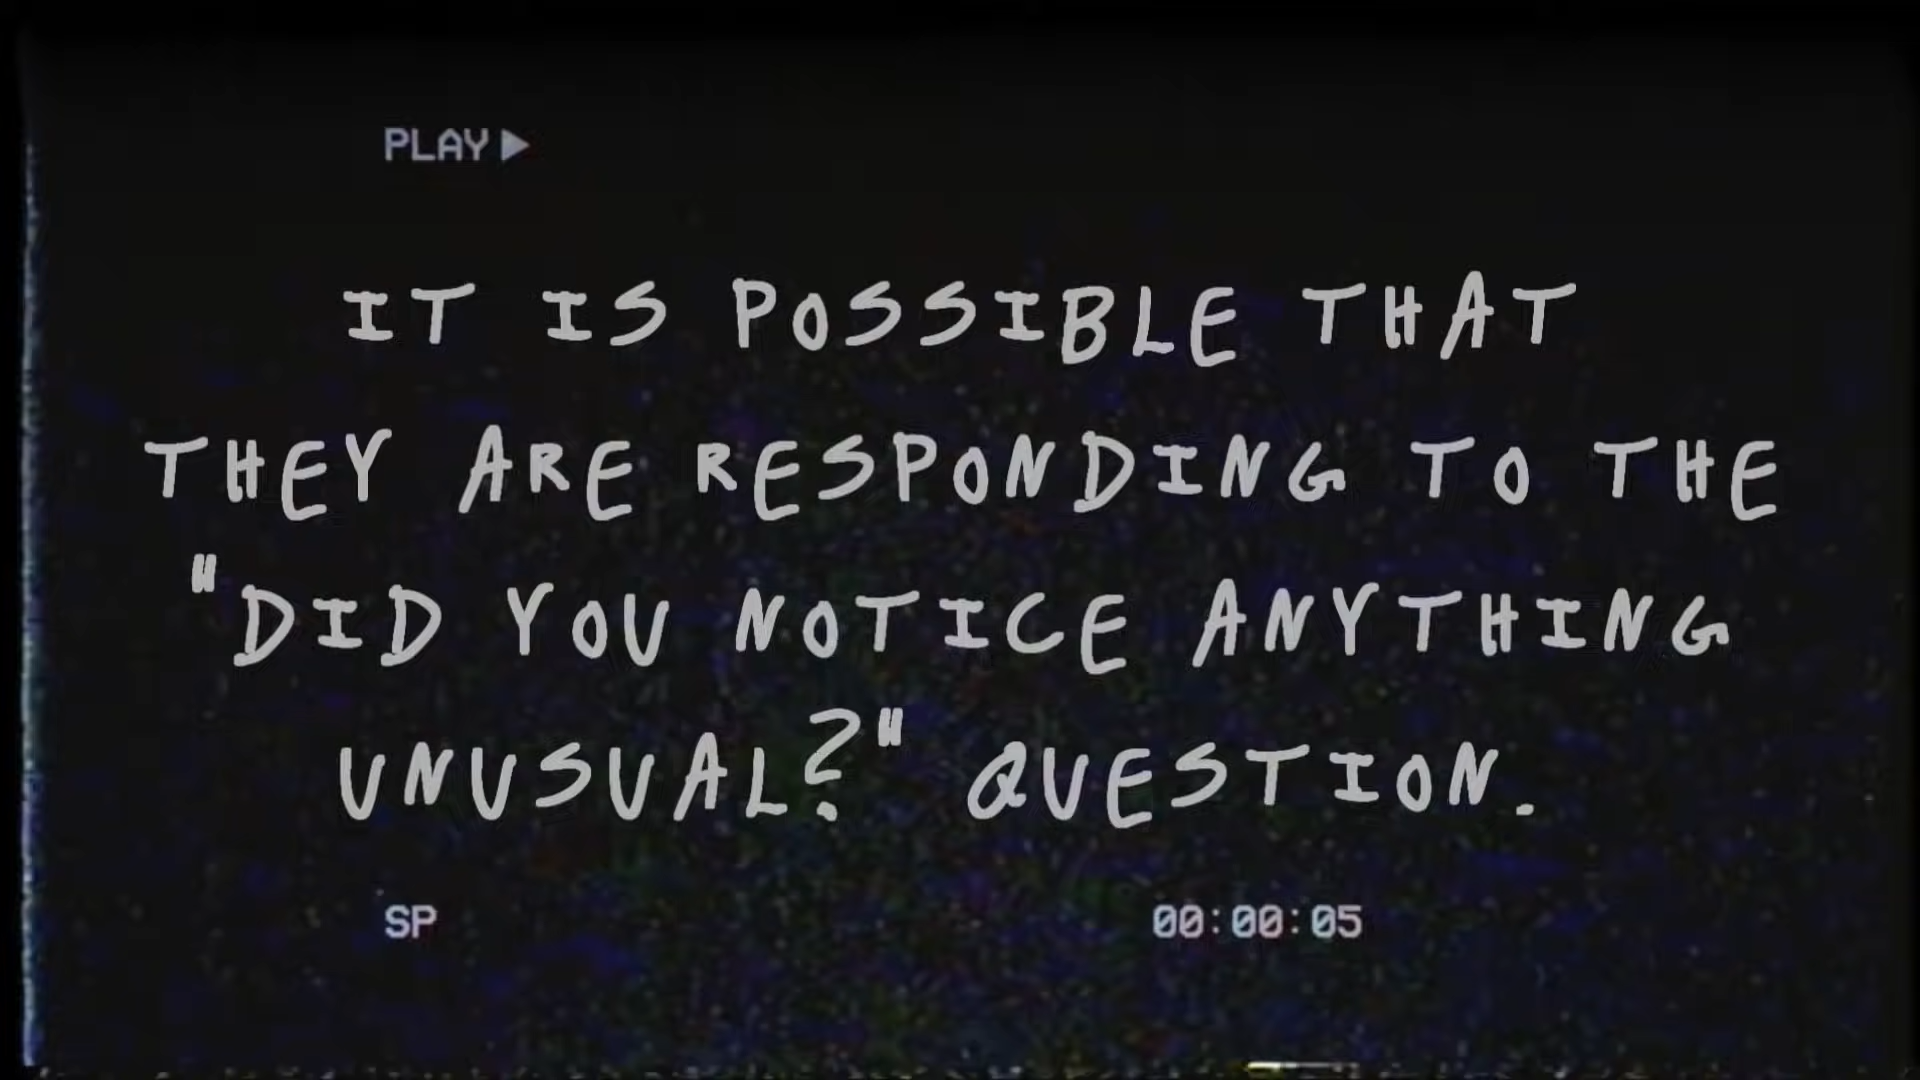 PLAY ▶
IT IS POSSIBLE THAT
THEY ARE RESPONDING TO THE
"DID YOU NOTICE ANYTHING
UNUSUAL?" QUESTION.
SP 00:00:05